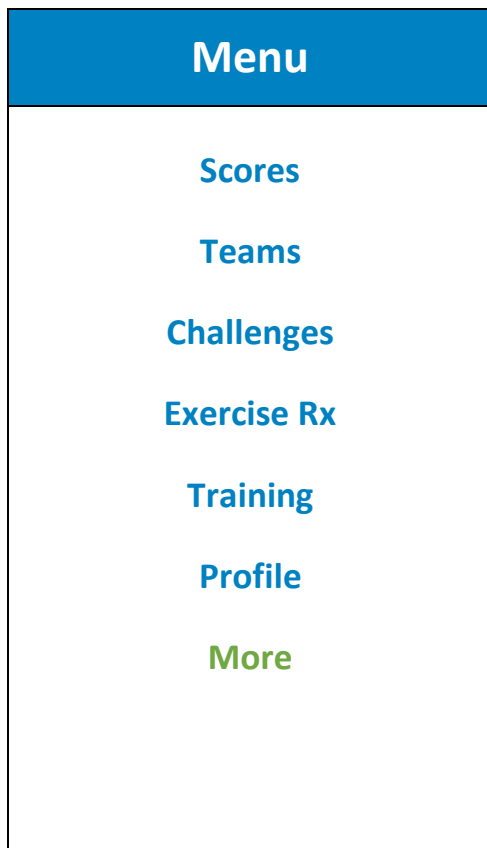 Menu
Scores
Teams
Challenges
Exercise Rx
Training
Profile
More